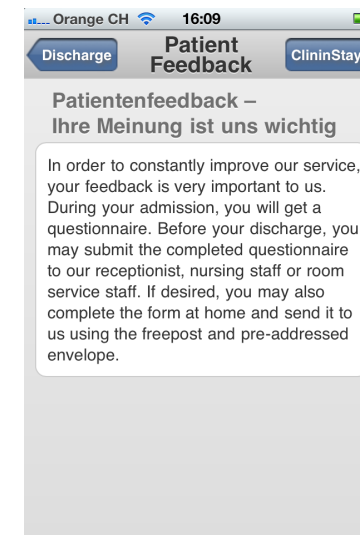 Orange CH 16:09
Discharge
Patient
Feedback
ClininStay
Patientenfeedback –
Ihre Meinung ist uns wichtig
In order to constantly improve our service,
your feedback is very important to us.
During your admission, you will get a
questionnaire. Before your discharge, you
may submit the completed questionnaire
to our receptionist, nursing staff or room
service staff. If desired, you may also
complete the form at home and send it to
us using the freepost and pre-addressed
envelope.